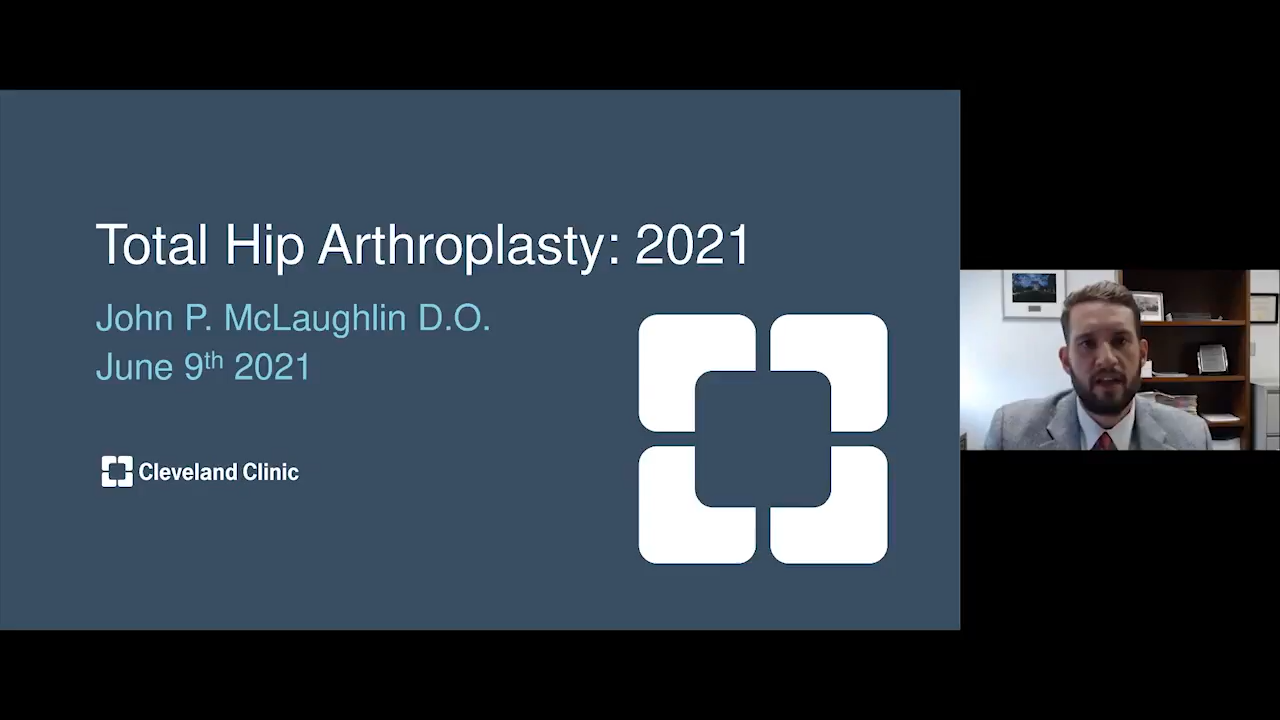 Total Hip Arthroplasty: 2021
John P. McLaughlin D.O.
June 9th 2021
Cleveland Clinic